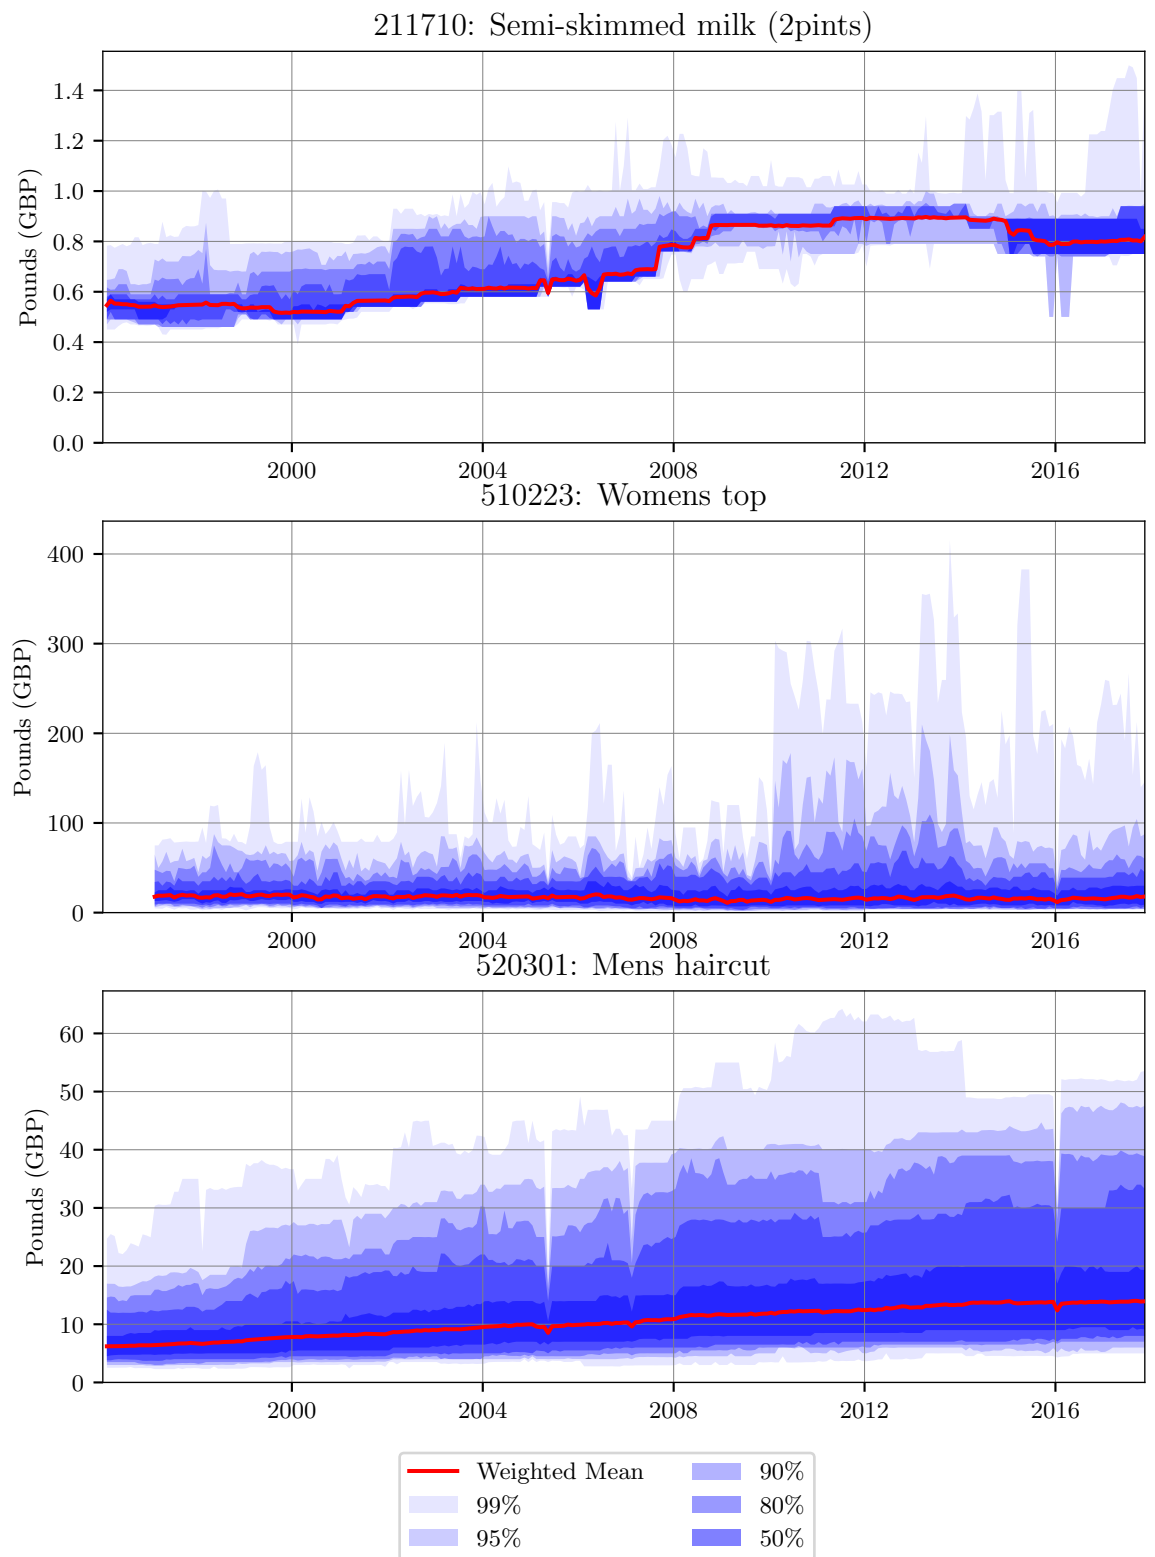 211710: Semi-skimmed milk (2pints)
1.4
1.2
1.0
0.8
0.6
0.4
0.2
0.0
Pounds (GBP)
2000 2004 2008 2012 2016
510223: Womens top
400
300
200
100
0
Pounds (GBP)
2000 2004 2008 2012 2016
520301: Mens haircut
60
50
40
30
20
10
0
Pounds (GBP)
2000 2004 2008 2012 2016
Weighted Mean 90%
99% 80%
95% 50%